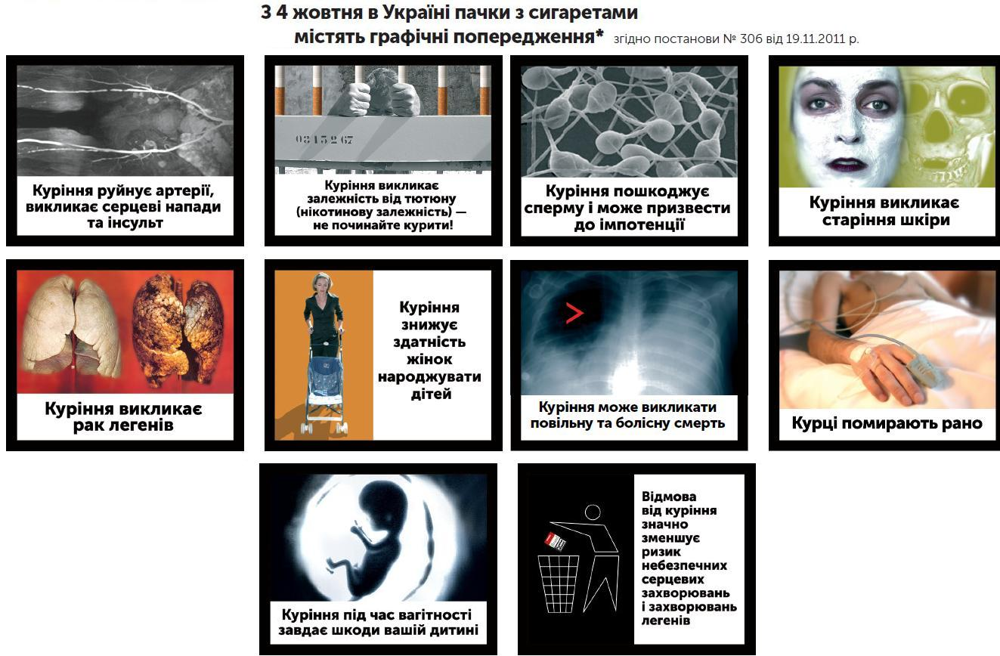 З 4 жовтня в Україні пачки з сигаретами
містять графічні попередження* згідно постанови № 306 від 19.11.2011 р.
Куріння руйнує артерії,
викликає серцеві напади
та інсульт
0815267
Куріння викликає
залежність від тютюну
(нікотинову залежність) —
не починайте курити!
Куріння пошкоджує
сперму і може призвести
до імпотенції
Куріння викликає
старіння шкіри
Куріння викликає
рак легенів
Куріння
знижує
здатність
жінок
народжувати
дітей
Куріння може викликати
повільну та болісну смерть
Курці помирають рано
Куріння під час вагітності
завдає шкоди вашій дитині
Відмова
від куріння
значно
зменшує
ризик
небезпечних
серцевих
захворювань
і захворювань
легенів